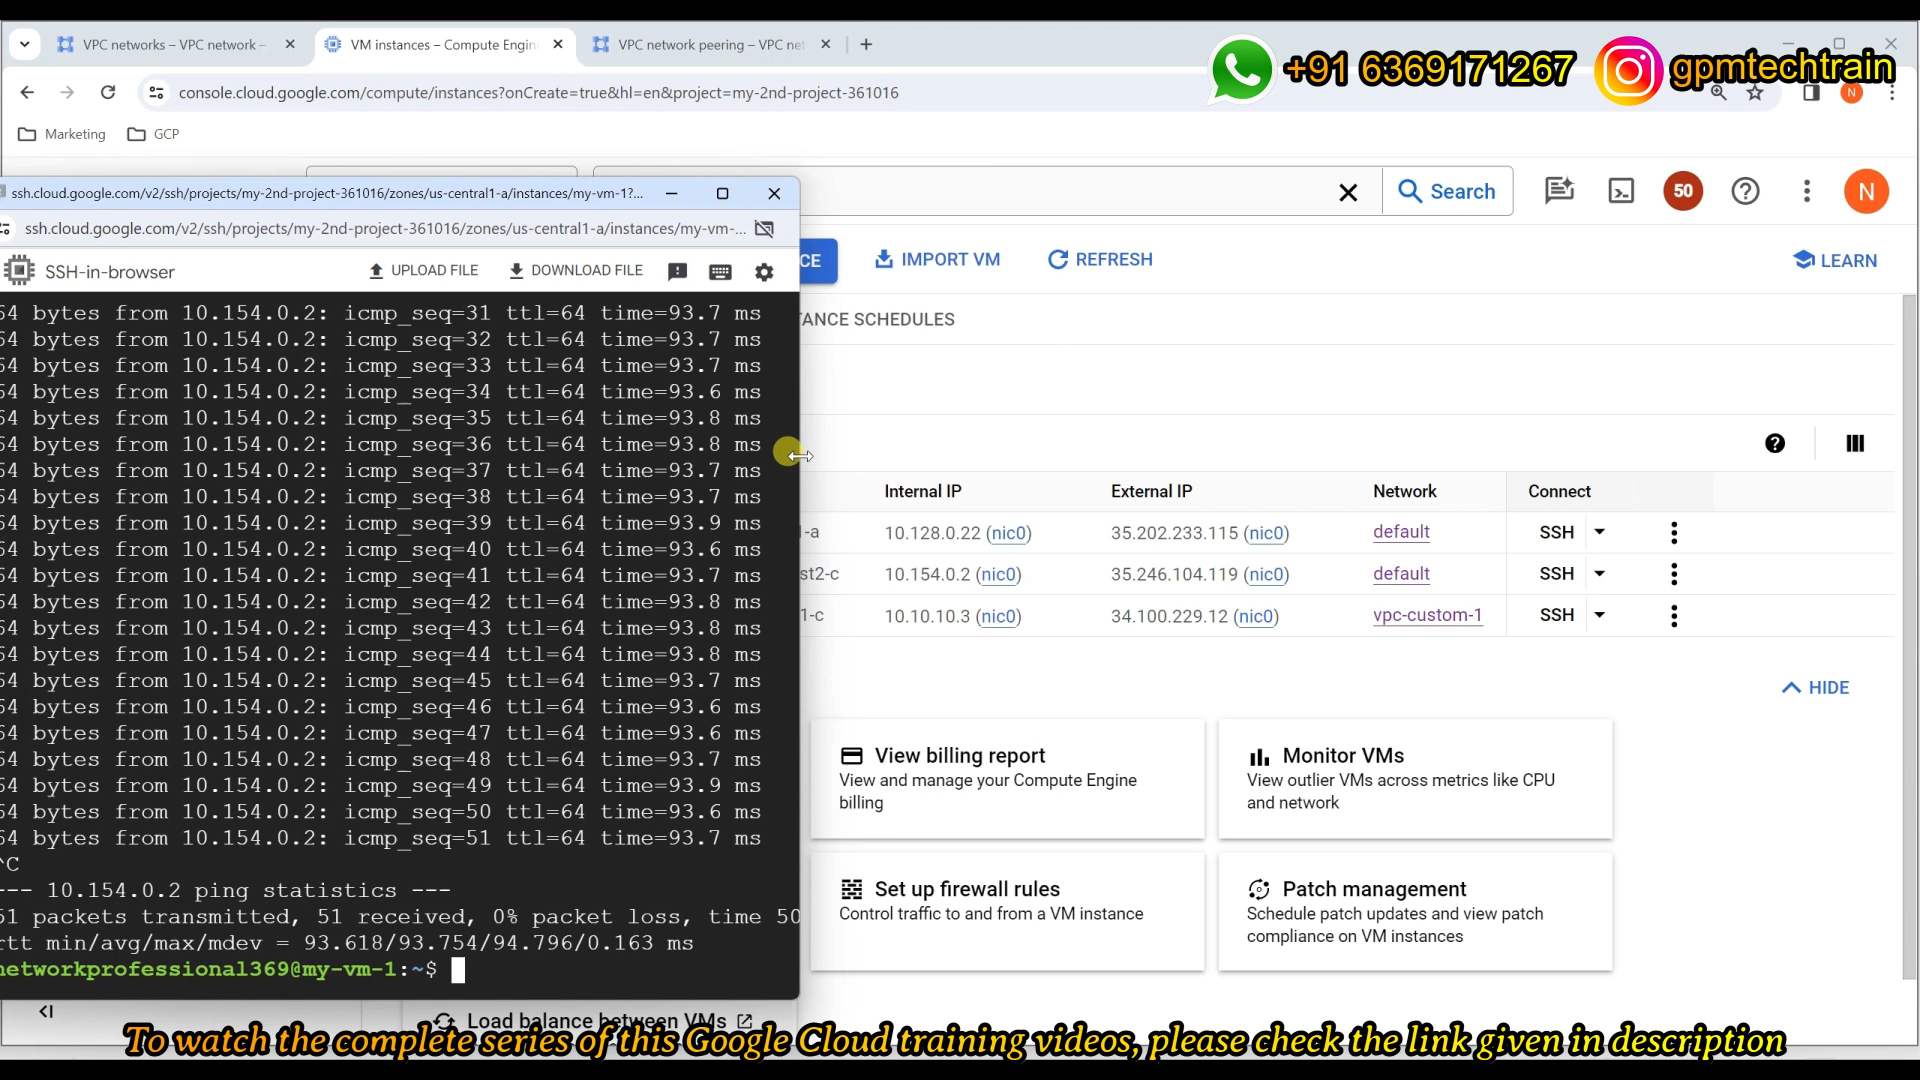 VPC networks – VPC network –
VM instances – Compute Engin
VPC network peering – VPC net
+91 6369171267
gpmtechtrain
console.cloud.google.com/compute/instances?onCreate=true&hl=en&project=my-2nd-project-361016
N
Marketing
GCP
ssh.cloud.google.com/v2/ssh/projects/my-2nd-project-361016/zones/us-central1-a/instances/my-vm-1?...
ssh.cloud.google.com/v2/ssh/projects/my-2nd-project-361016/zones/us-central1-a/instances/my-vm-...
Search
50
N
SSH-in-browser
UPLOAD FILE
DOWNLOAD FILE
CE
IMPORT VM
REFRESH
LEARN
ANCE SCHEDULES
64 bytes from 10.154.0.2: icmp_seq=31 ttl=64 time=93.7 ms
64 bytes from 10.154.0.2: icmp_seq=32 ttl=64 time=93.7 ms
64 bytes from 10.154.0.2: icmp_seq=33 ttl=64 time=93.7 ms
64 bytes from 10.154.0.2: icmp_seq=34 ttl=64 time=93.6 ms
64 bytes from 10.154.0.2: icmp_seq=35 ttl=64 time=93.8 ms
64 bytes from 10.154.0.2: icmp_seq=36 ttl=64 time=93.8 ms
64 bytes from 10.154.0.2: icmp_seq=37 ttl=64 time=93.7 ms
64 bytes from 10.154.0.2: icmp_seq=38 ttl=64 time=93.7 ms
64 bytes from 10.154.0.2: icmp_seq=39 ttl=64 time=93.9 ms
64 bytes from 10.154.0.2: icmp_seq=40 ttl=64 time=93.6 ms
64 bytes from 10.154.0.2: icmp_seq=41 ttl=64 time=93.7 ms
64 bytes from 10.154.0.2: icmp_seq=42 ttl=64 time=93.8 ms
64 bytes from 10.154.0.2: icmp_seq=43 ttl=64 time=93.8 ms
64 bytes from 10.154.0.2: icmp_seq=44 ttl=64 time=93.8 ms
64 bytes from 10.154.0.2: icmp_seq=45 ttl=64 time=93.7 ms
64 bytes from 10.154.0.2: icmp_seq=46 ttl=64 time=93.6 ms
64 bytes from 10.154.0.2: icmp_seq=47 ttl=64 time=93.6 ms
64 bytes from 10.154.0.2: icmp_seq=48 ttl=64 time=93.7 ms
64 bytes from 10.154.0.2: icmp_seq=49 ttl=64 time=93.9 ms
64 bytes from 10.154.0.2: icmp_seq=50 ttl=64 time=93.6 ms
64 bytes from 10.154.0.2: icmp_seq=51 ttl=64 time=93.7 ms
^C
--- 10.154.0.2 ping statistics ---
51 packets transmitted, 51 received, 0% packet loss, time 50
rtt min/avg/max/mdev = 93.618/93.754/94.796/0.163 ms
networkprofessional369@my-vm-1:~$
Internal IP External IP Network Connect
1-a 10.128.0.22 (nic0) 35.202.233.115 (nic0) default SSH
st2-c 10.154.0.2 (nic0) 35.246.104.119 (nic0) default SSH
1-c 10.10.10.3 (nic0) 34.100.229.12 (nic0) vpc-custom-1 SSH
HIDE
View billing report
View and manage your Compute Engine
billing
Monitor VMs
View outlier VMs across metrics like CPU
and network
Set up firewall rules
Control traffic to and from a VM instance
Patch management
Schedule patch updates and view patch
compliance on VM instances
Load balance between VMs
To watch the complete series of this Google Cloud training videos, please check the link given in description